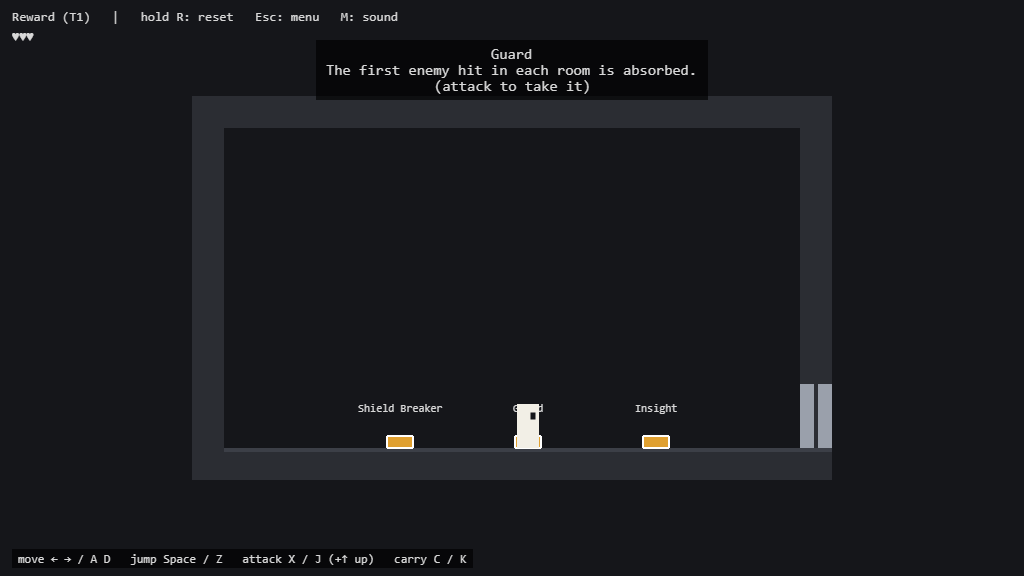 Reward (T1) | hold R: reset Esc: menu M: sound
♥♥♥
Guard
The first enemy hit in each room is absorbed.
(attack to take it)
Shield Breaker Insight
move ← → / A D jump Space / Z attack X / J (+↑ up) carry C / K